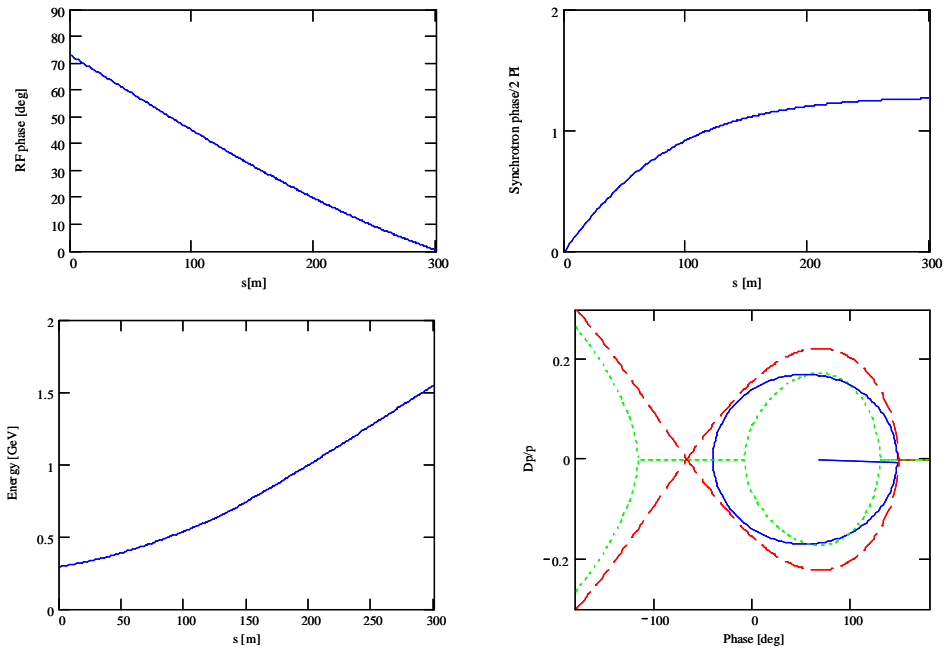 90
80
70
60
50
40
30
20
10
0
RF phase [deg]
0 100 200 300
s[m]
2
1
0
Synchrotron phase/2 PI
0 100 200 300
s [m]
2
1.5
1
0.5
0
Energy [GeV]
0 50 100 150 200 250 300
s [m]
0.2
0
−0.2
Dp/p
−100 0 100
Phase [deg]